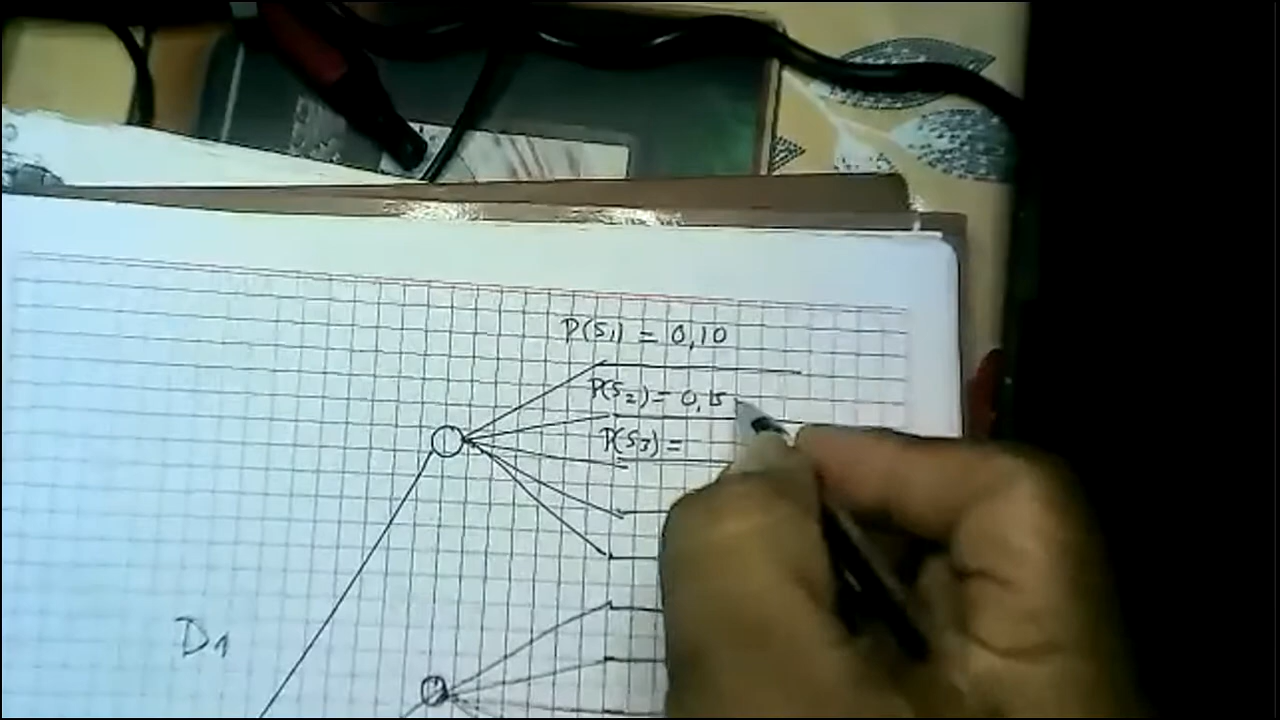 P(S1) = 0,10
P(S2) = 0,15
P(S3) =
D1